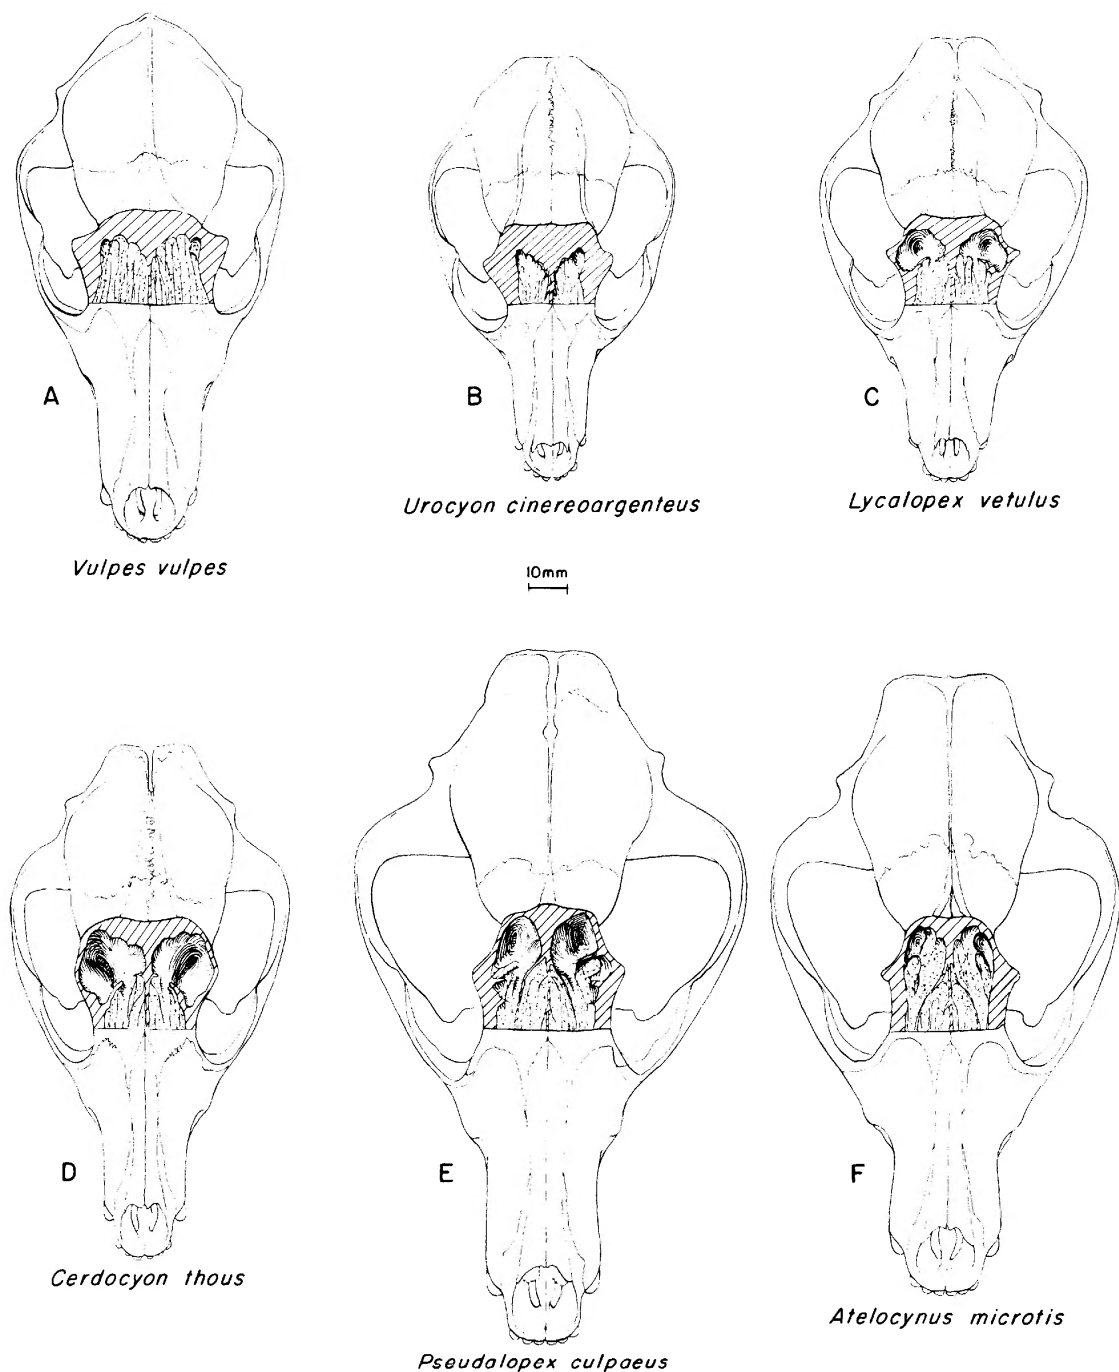 A
Vulpes vulpes
B
Urocyon cinereoargenteus
C
Lycalopex vetulus
10mm
D
Cerdocyon thous
E
Pseudalopex culpaeus
F
Atelocynus microtis